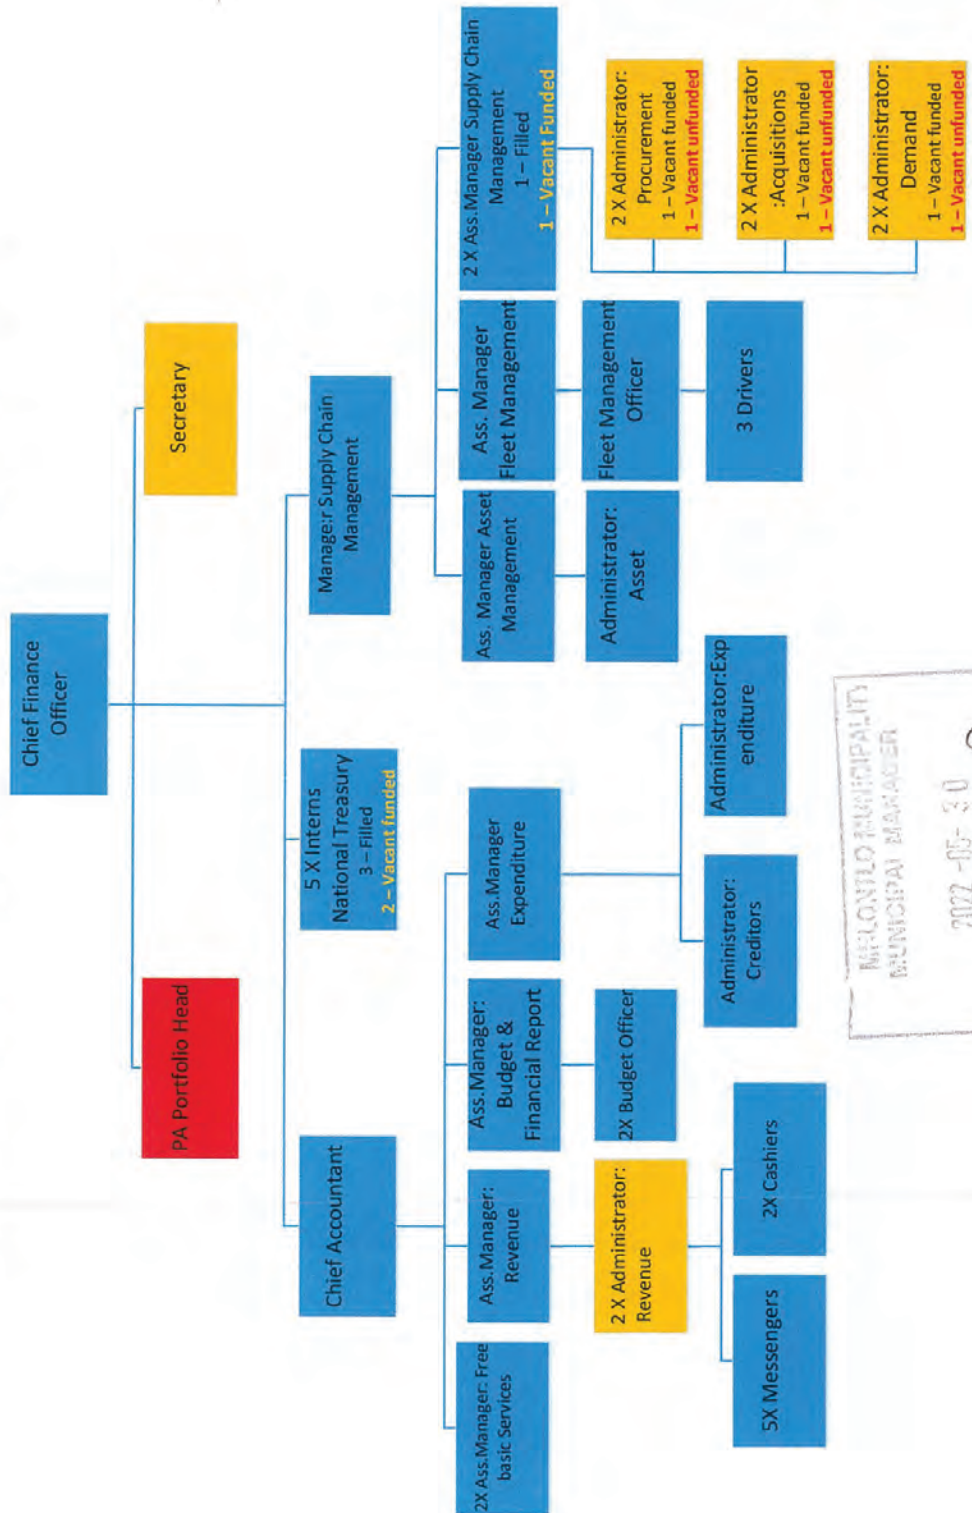 Chief Finance
Officer
PA Portfolio Head
Secretary
Chief Accountant
5 X Interns
National Treasury
3 – Filled
2 – Vacant funded
Manage:r Supply Chain
Management
2X Ass.Manager: Free
basic Services
Ass.Manager:
Revenue
Ass.Manager:
Budget &
Financial Report
Ass.Manager
Expenditure
Ass. Manager Asset
Management
Ass. Manager
Fleet Management
2 X Ass.Manager Supply Chain
Management
1 – Filled
1 – Vacant Funded
2 X Administrator:
Revenue
2X Budget Officer
Administrator:
Creditors
Administrator:Exp
enditure
Administrator:
Asset
Fleet Management
Officer
2 X Administrator:
Procurement
1 – Vacant funded
1 – Vacant unfunded
5X Messengers
2X Cashiers
3 Drivers
2 X Administrator
:Acquisitions
1 – Vacant funded
1 – Vacant unfunded
2 X Administrator:
Demand
1 – Vacant funded
1 – Vacant unfunded
MUNICIPALITY
MUNICIPAL MANAGER
2022 -05- 30